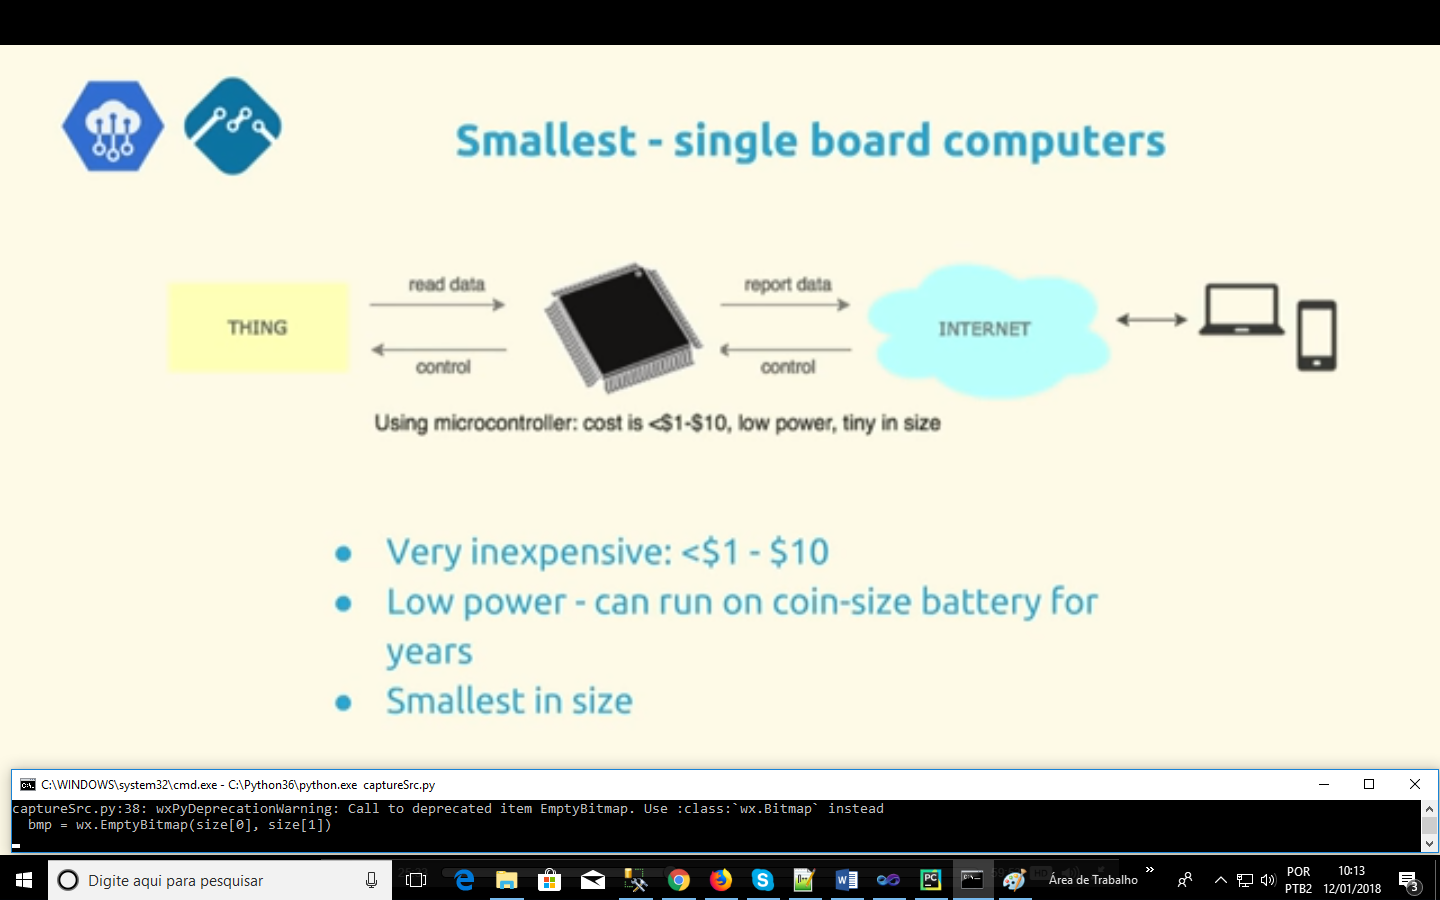 Smallest - single board computers
read data
report data
THING
INTERNET
control
control
Using microcontroller: cost is <$1-$10, low power, tiny in size
● Very inexpensive: <$1 - $10
● Low power - can run on coin-size battery for
years
● Smallest in size
C:\WINDOWS\system32\cmd.exe - C:\Python36\python.exe  captureSrc.py
captureSrc.py:38: wxPyDeprecationWarning: Call to deprecated item EmptyBitmap. Use :class:`wx.Bitmap` instead
  bmp = wx.EmptyBitmap(size[0], size[1])
Digite aqui para pesquisar
Área de Trabalho
POR
PTB2
10:13
12/01/2018
3